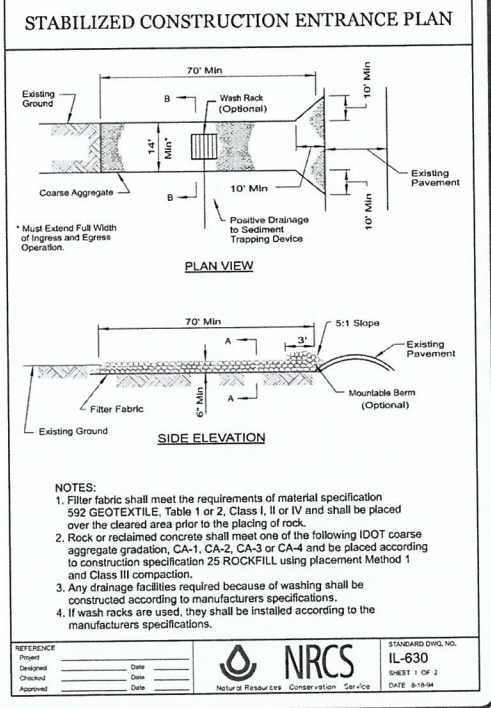 STABILIZED CONSTRUCTION ENTRANCE PLAN
70' Min
Existing
Ground
B
Wash Rack
(Optional)
10' Min
14'
Min*
Coarse Aggregate
10' Min
Existing
Pavement
B
10' Min
* Must Extend Full Width
of Ingress and Egress
Operation.
Positive Drainage
to Sediment
Trapping Device
PLAN VIEW
70' Min
A
3'
5:1 Slope
Existing
Pavement
Filter Fabric
6" Min
A
Mountable Berm
(Optional)
Existing Ground
SIDE ELEVATION
NOTES:
1. Filter fabric shall meet the requirements of material specification
592 GEOTEXTILE, Table 1 or 2, Class I, II or IV and shall be placed
over the cleared area prior to the placing of rock.
2. Rock or reclaimed concrete shall meet one of the following IDOT coarse
aggregate gradation, CA-1, CA-2, CA-3 or CA-4 and be placed according
to construction specification 25 ROCKFILL using placement Method 1
and Class III compaction.
3. Any drainage facilities required because of washing shall be
constructed according to manufacturers specifications.
4. If wash racks are used, they shall be installed according to the
manufacturers specifications.
REFERENCE
Project
Designed Date
Checked Date
Approved Date
NRCS
Natural Resources Conservation Service
STANDARD DWG. NO.
IL-630
SHEET 1 OF 2
DATE 8-18-94